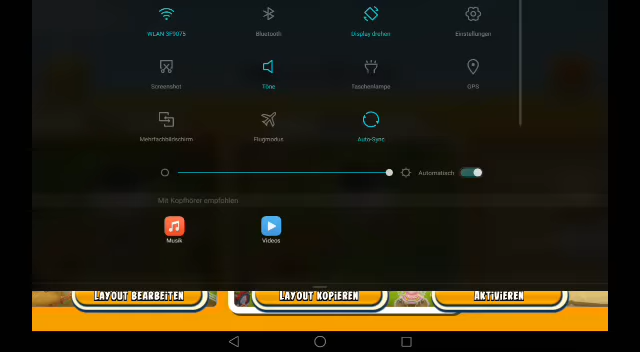 WLAN SF9875
Bluetooth
Display drehen
Einstellungen
Screenshot
Töne
Taschenlampe
GPS
Mehrfachbildschirm
Flugmodus
Auto-Sync
Automatisch
Mit Kopfhörer empfohlen
Musik
Videos
LAYOUT BEARBEITEN
LAYOUT KOPIEREN
AKTIVIEREN